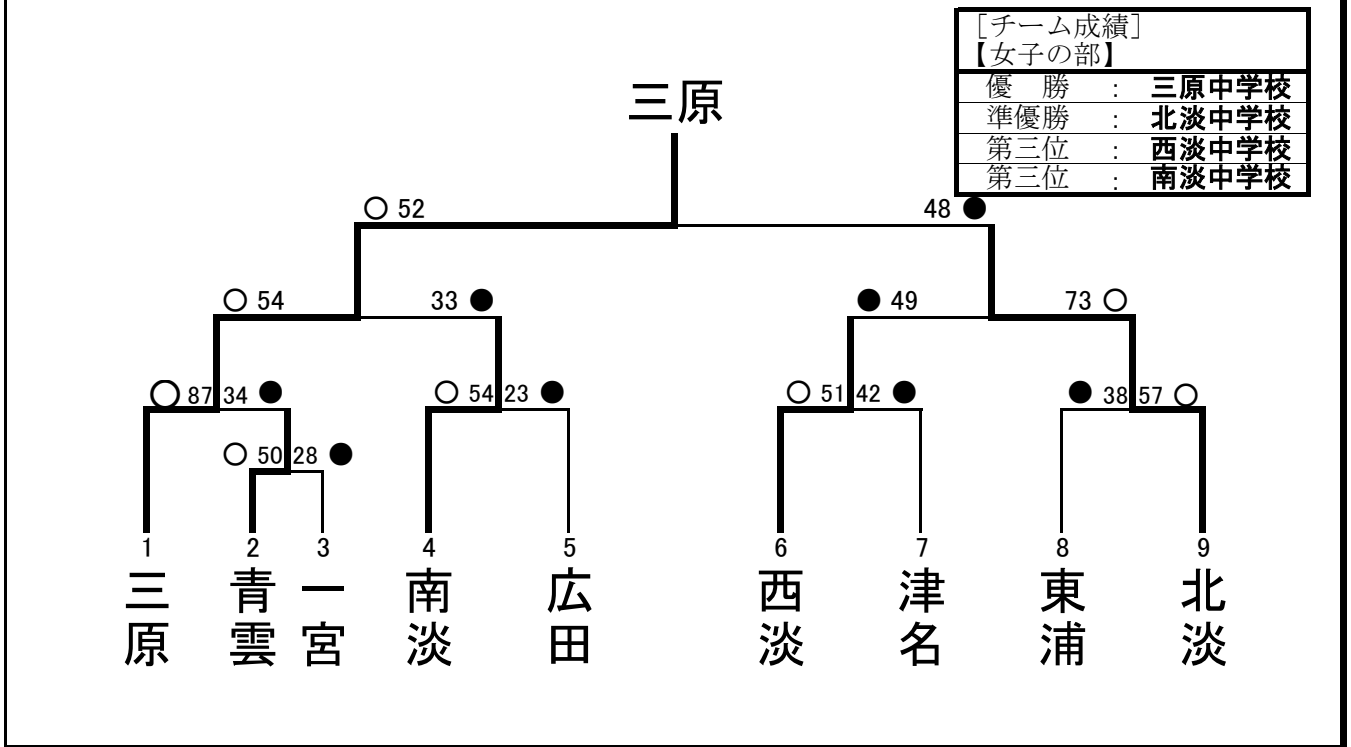 ［チーム成績］
【女子の部】
優　勝　：　三原中学校
準優勝　：　北淡中学校
第三位　：　西淡中学校
第三位　：　南淡中学校
三原
○ 52
48 ●
○ 54
33 ●
● 49
73 ○
○ 87 34 ●
○ 54 23 ●
○ 51 42 ●
● 38 57 ○
○ 50 28 ●
1 2 3 4 5 6 7 8 9
三原
青雲
一宮
南淡
広田
西淡
津名
東浦
北淡